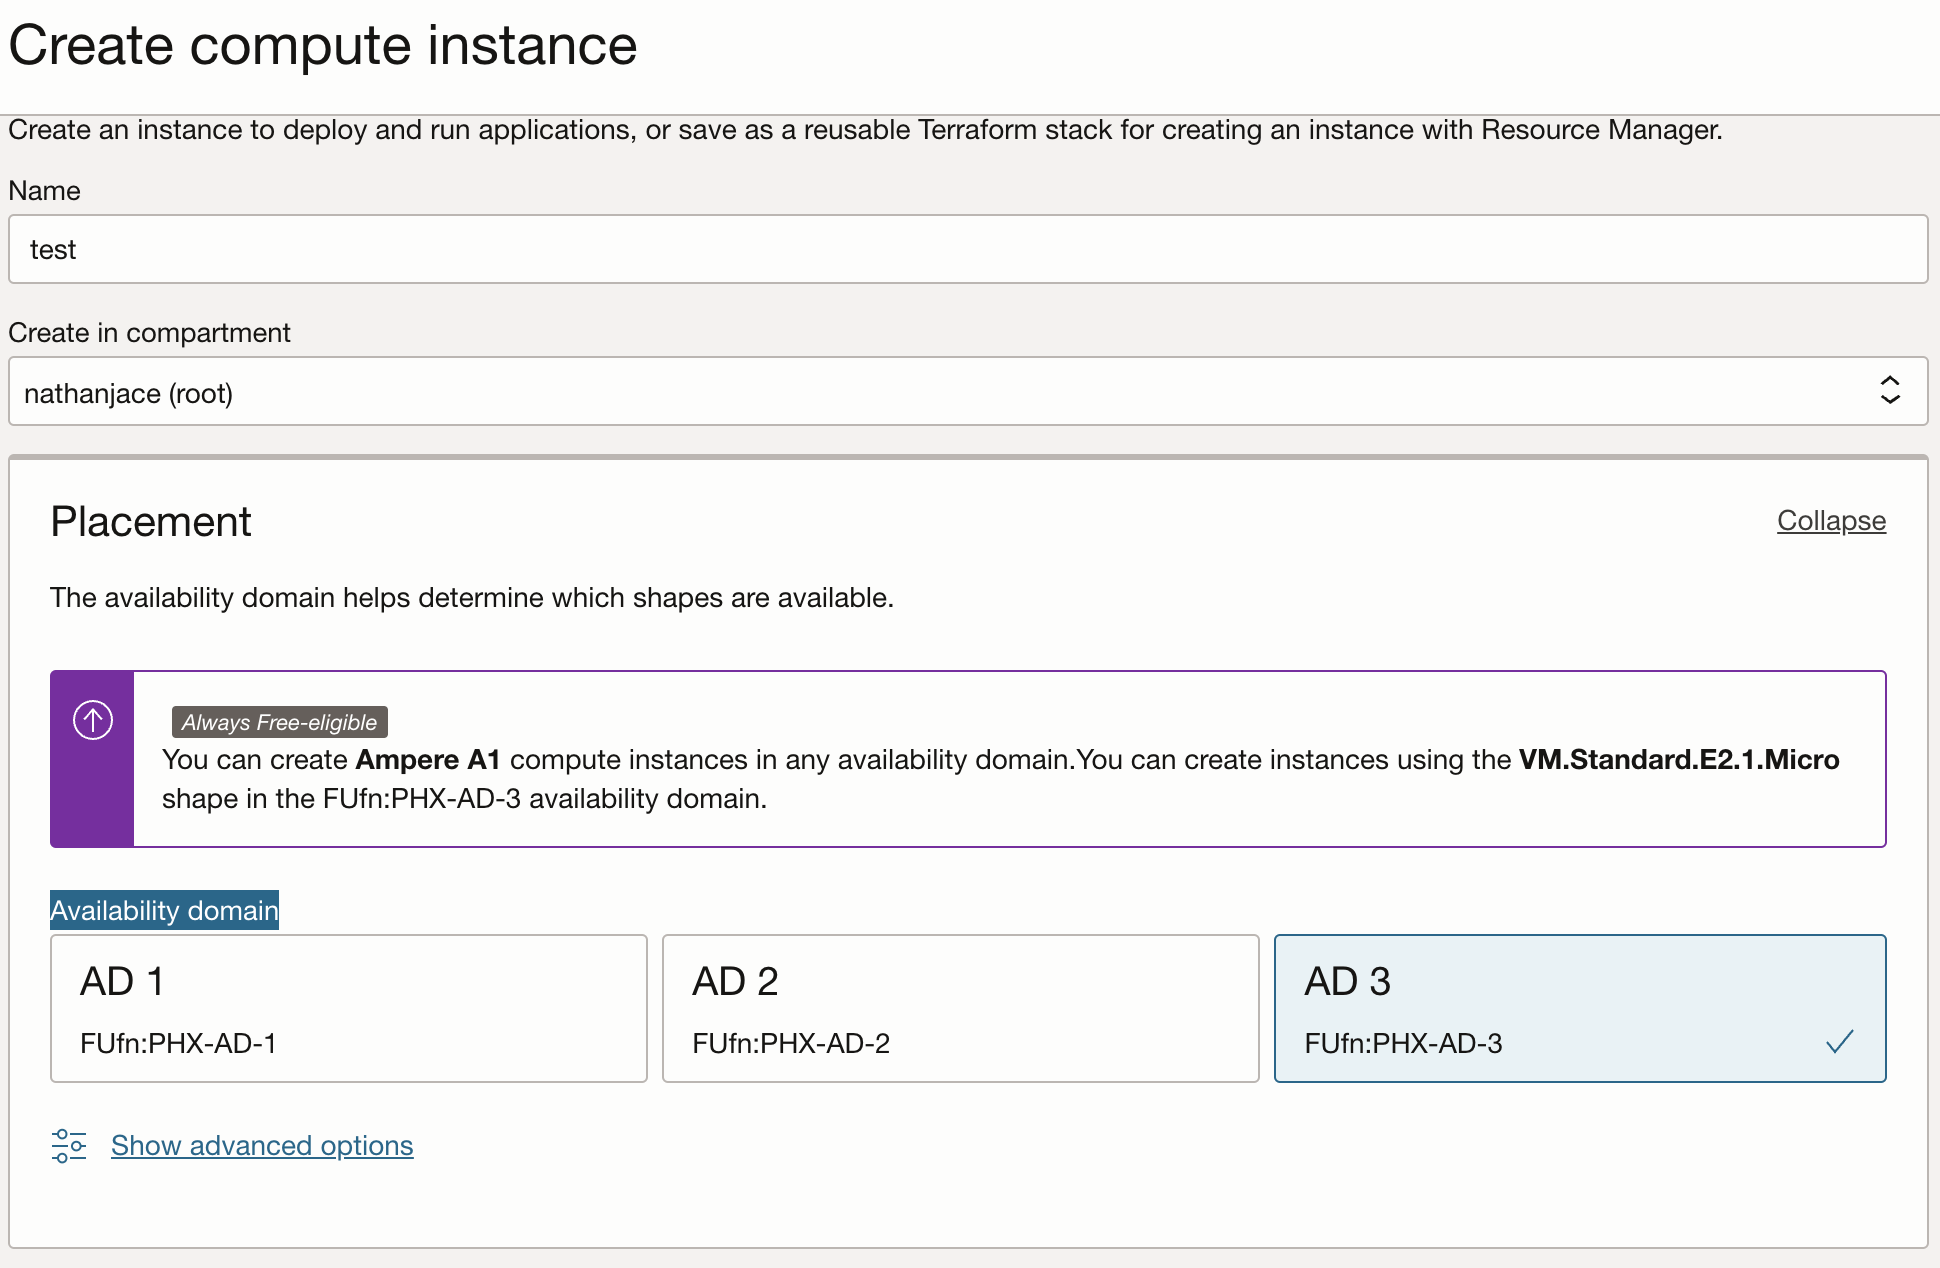 Create compute instance
Create an instance to deploy and run applications, or save as a reusable Terraform stack for creating an instance with Resource Manager.
Name
test
Create in compartment
nathanjace (root)
Placement
Collapse
The availability domain helps determine which shapes are available.
Always Free-eligible
You can create Ampere A1 compute instances in any availability domain.You can create instances using the VM.Standard.E2.1.Micro
shape in the FUfn:PHX-AD-3 availability domain.
Availability domain
AD 1
FUfn:PHX-AD-1
AD 2
FUfn:PHX-AD-2
AD 3
FUfn:PHX-AD-3
Show advanced options